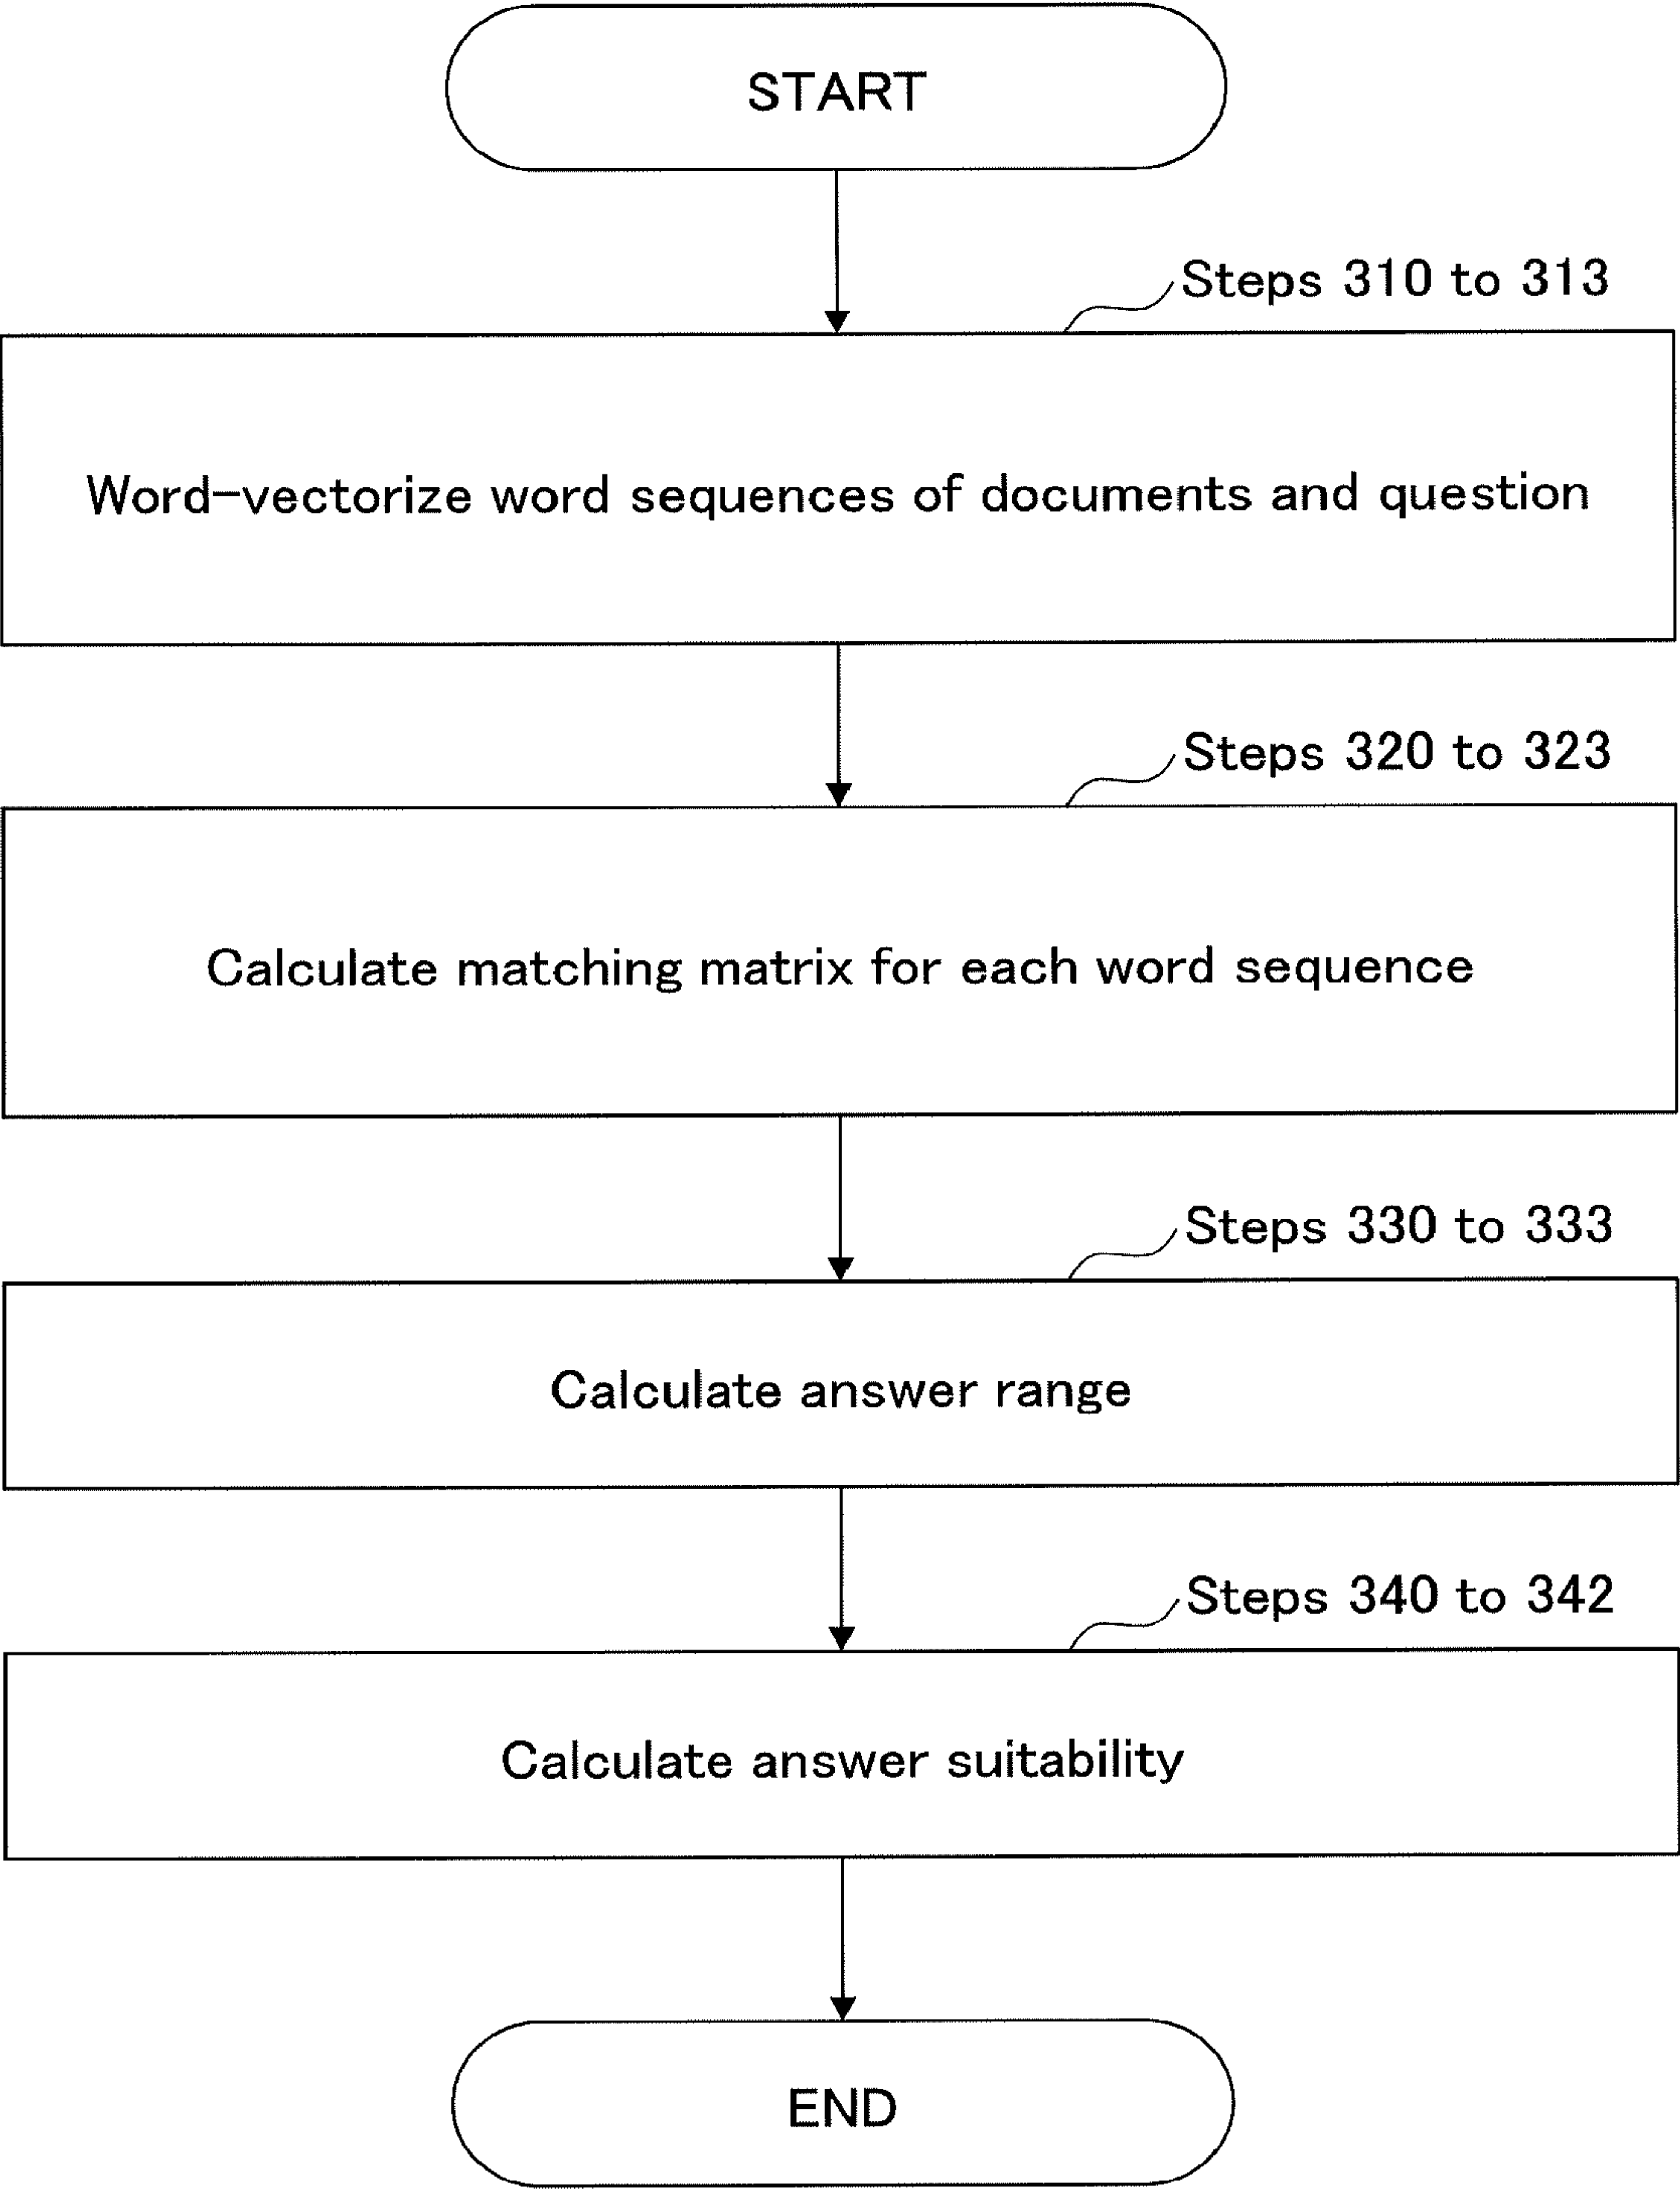 START
Steps 310 to 313
Word-vectorize word sequences of documents and question
Steps 320 to 323
Calculate matching matrix for each word sequence
Steps 330 to 333
Calculate answer range
Steps 340 to 342
Calculate answer suitability
END